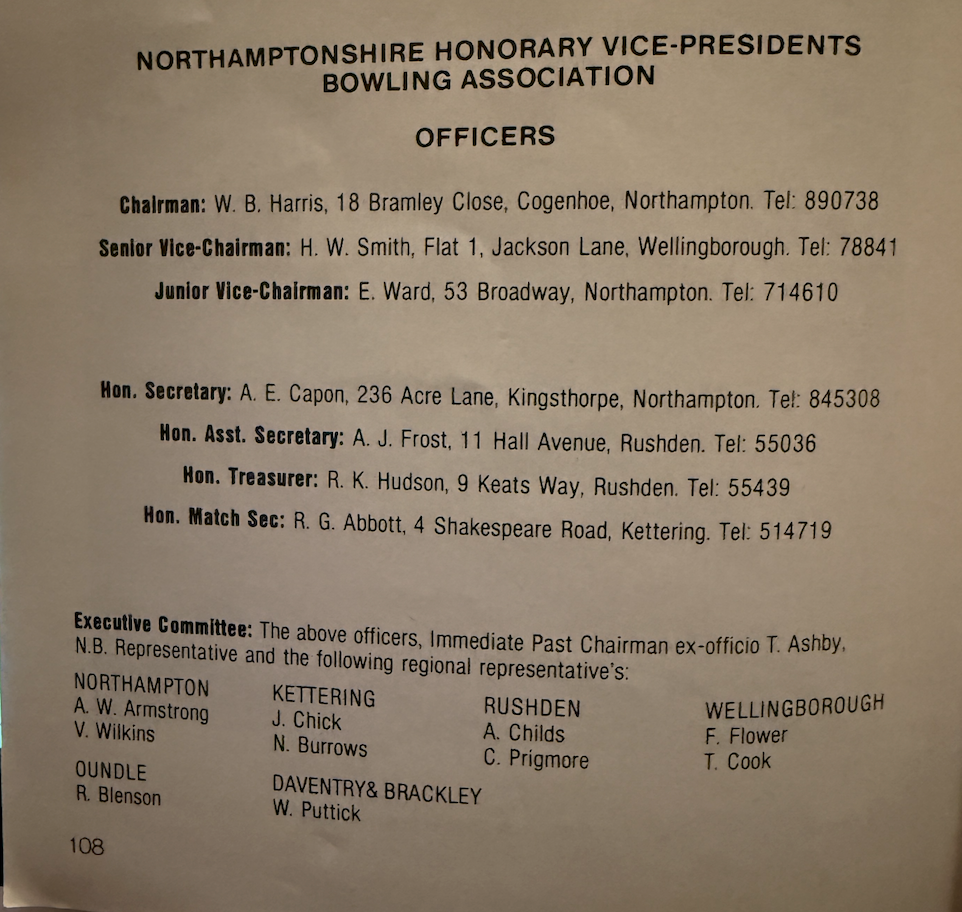 NORTHAMPTONSHIRE HONORARY VICE-PRESIDENTS
BOWLING ASSOCIATION
OFFICERS
Chairman: W. B. Harris, 18 Bramley Close, Cogenhoe, Northampton. Tel: 890738
Senior Vice-Chairman: H. W. Smith, Flat 1, Jackson Lane, Wellingborough. Tel: 78841
Junior Vice-Chairman: E. Ward, 53 Broadway, Northampton. Tel: 714610
Hon. Secretary: A. E. Capon, 236 Acre Lane, Kingsthorpe, Northampton. Tel: 845308
Hon. Asst. Secretary: A. J. Frost, 11 Hall Avenue, Rushden. Tel: 55036
Hon. Treasurer: R. K. Hudson, 9 Keats Way, Rushden. Tel: 55439
Hon. Match Sec: R. G. Abbott, 4 Shakespeare Road, Kettering. Tel: 514719
Executive Committee: The above officers, Immediate Past Chairman ex-officio T. Ashby,
N.B. Representative and the following regional representative's:
NORTHAMPTON
A. W. Armstrong
V. Wilkins
KETTERING
J. Chick
N. Burrows
RUSHDEN
A. Childs
C. Prigmore
WELLINGBOROUGH
F. Flower
T. Cook
OUNDLE
R. Blenson
DAVENTRY& BRACKLEY
W. Puttick
108